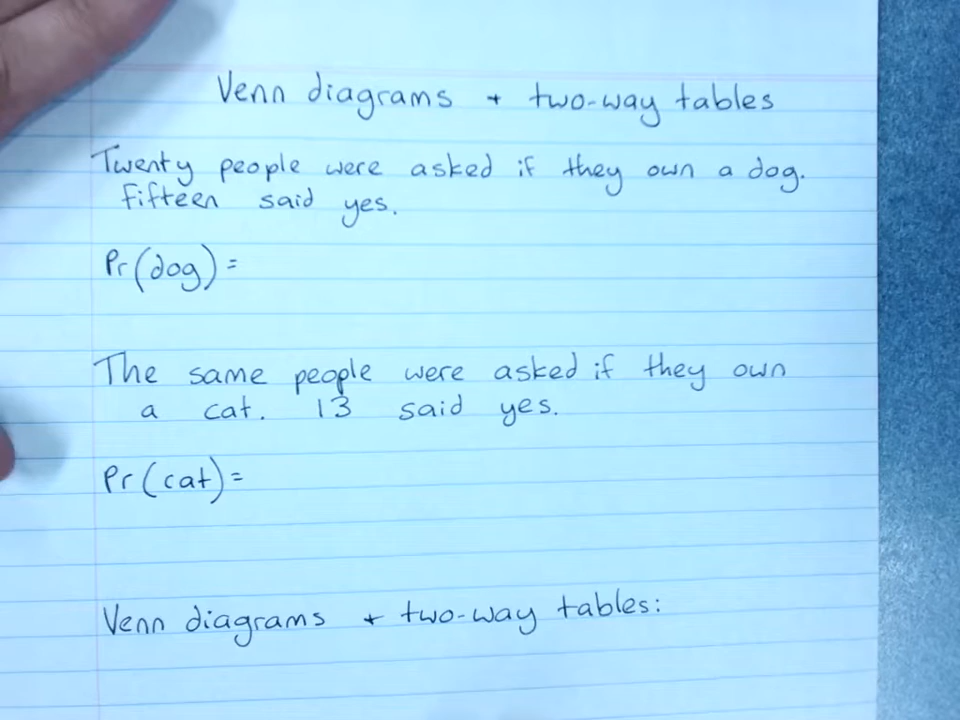 Venn diagrams + two-way tables
Twenty people were asked if they own a dog.
Fifteen said yes.
Pr(dog) =
The same people were asked if they own
a cat. 13 said yes.
Pr(cat) =
Venn diagrams + two-way tables: